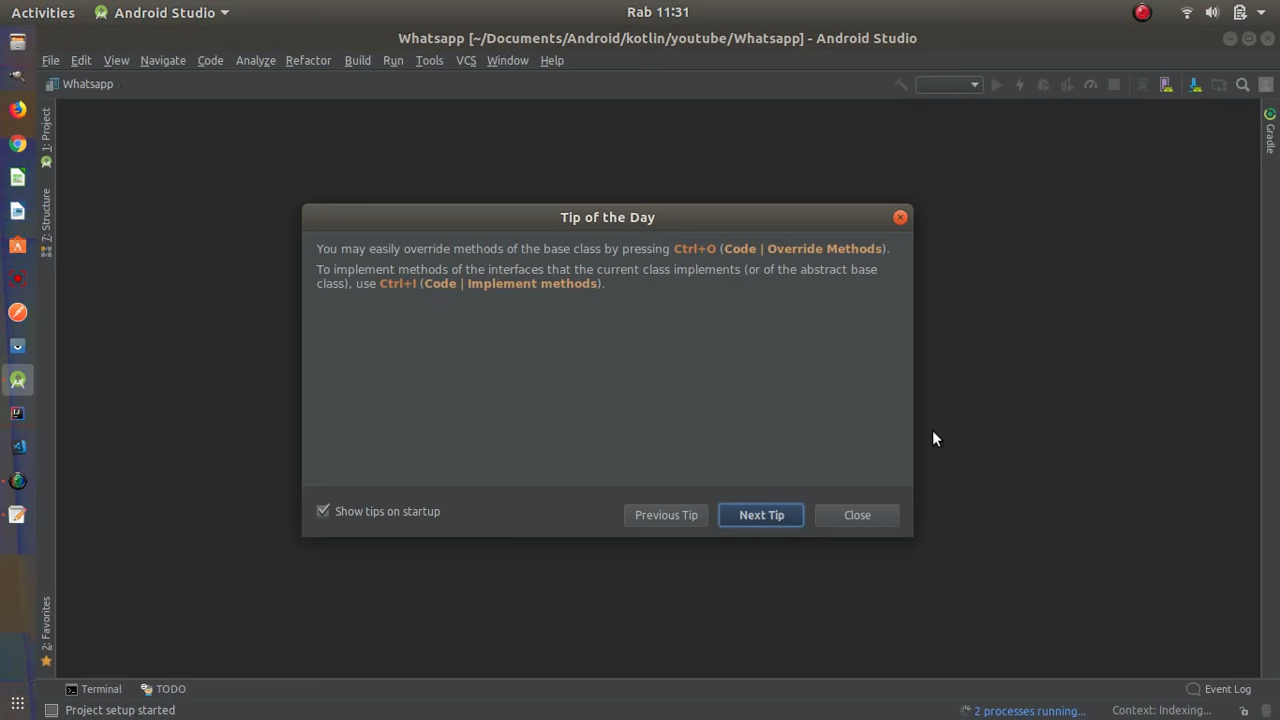 Activities Android Studio Rab 11:31
Whatsapp [~/Documents/Android/kotlin/youtube/Whatsapp] - Android Studio
File Edit View Navigate Code Analyze Refactor Build Run Tools VCS Window Help
Whatsapp
1: Project
7: Structure
Gradle
Tip of the Day
You may easily override methods of the base class by pressing Ctrl+O (Code | Override Methods).
To implement methods of the interfaces that the current class implements (or of the abstract base
class), use Ctrl+I (Code | Implement methods).
Show tips on startup Previous Tip Next Tip Close
2: Favorites
Terminal TODO Event Log
Project setup started 2 processes running... Context: Indexing...